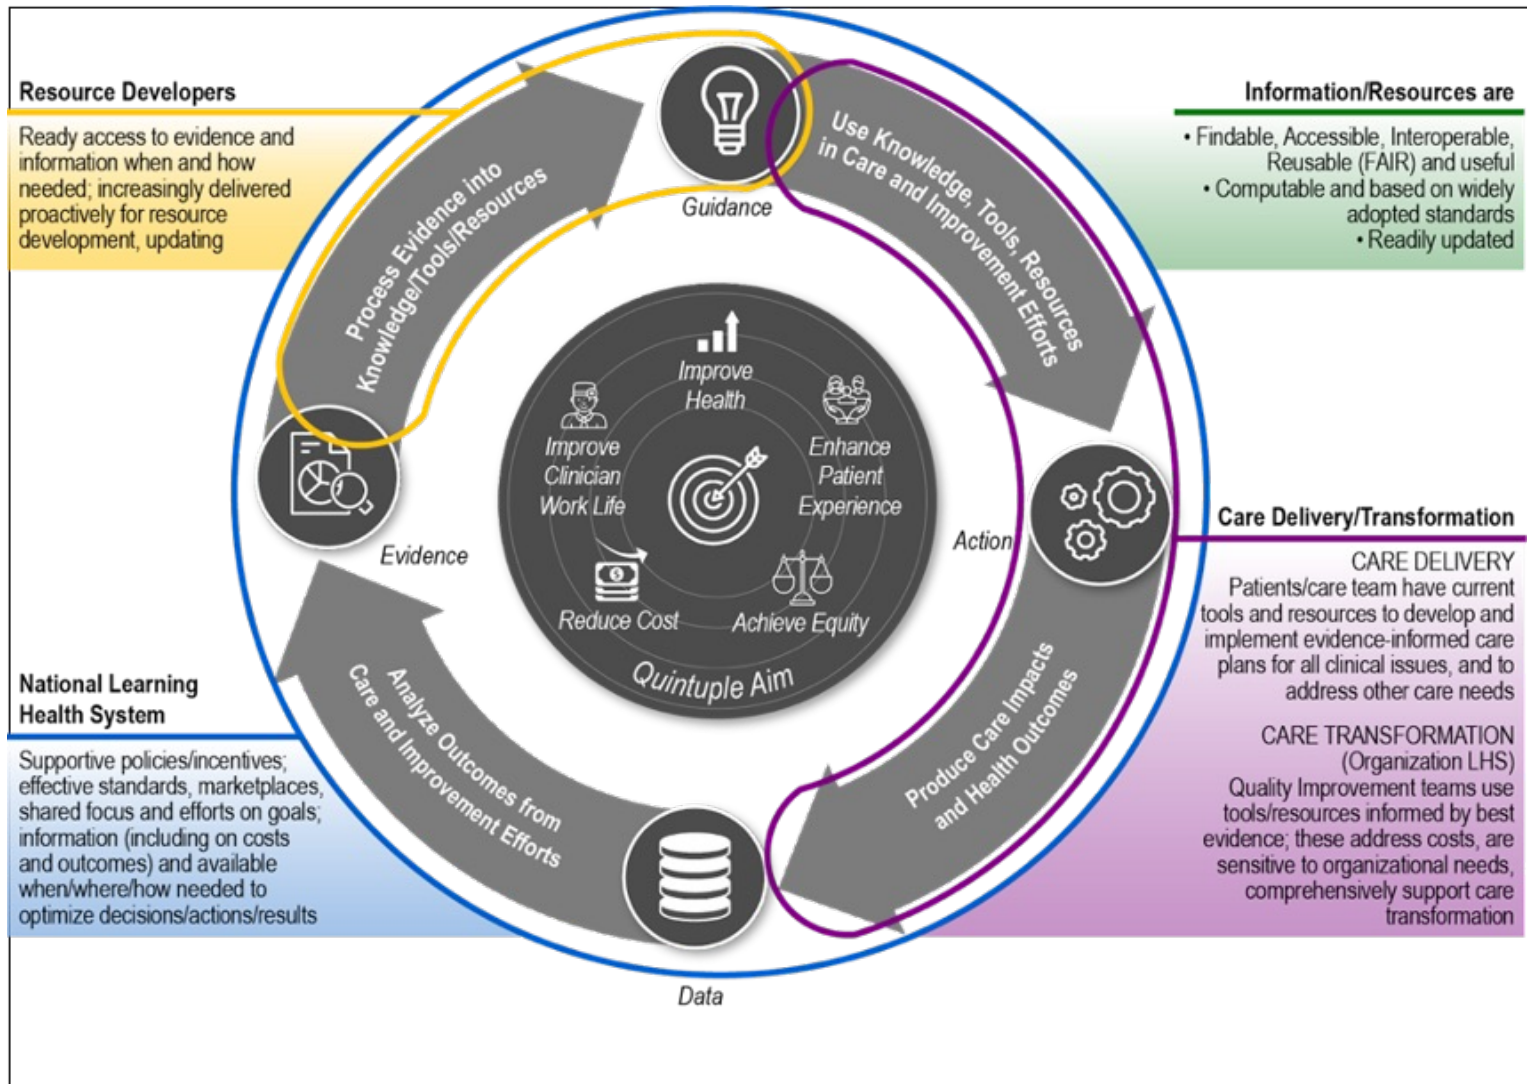 Resource Developers
Ready access to evidence and
information when and how
needed; increasingly delivered
proactively for resource
development, updating
Process Evidence into
Knowledge/Tools/Resources
Guidance
Use Knowledge, Tools, Resources
in Care and Improvement Efforts
Information/Resources are
• Findable, Accessible, Interoperable,
Reusable (FAIR) and useful
• Computable and based on widely
adopted standards
• Readily updated
Improve
Health
Improve
Clinician
Work Life
Enhance
Patient
Experience
Reduce Cost
Achieve Equity
Quintuple Aim
Evidence
Action
Care Delivery/Transformation
CARE DELIVERY
Patients/care team have current
tools and resources to develop and
implement evidence-informed care
plans for all clinical issues, and to
address other care needs
CARE TRANSFORMATION
(Organization LHS)
Quality Improvement teams use
tools/resources informed by best
evidence; these address costs, are
sensitive to organizational needs,
comprehensively support care
transformation
Produce Care Impacts
and Health Outcomes
Analyze Outcomes from
Care and Improvement Efforts
National Learning
Health System
Supportive policies/incentives;
effective standards, marketplaces,
shared focus and efforts on goals;
information (including on costs
and outcomes) and available
when/where/how needed to
optimize decisions/actions/results
Data
$